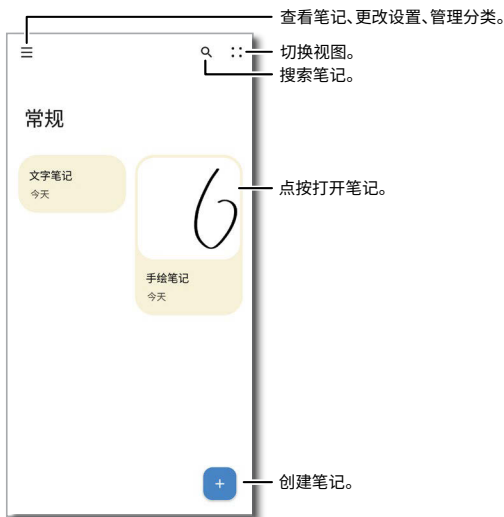 查看笔记、更改设置、管理分类。
切换视图。
搜索笔记。
常规
文字笔记
今天
点按打开笔记。
6
手绘笔记
今天
创建笔记。